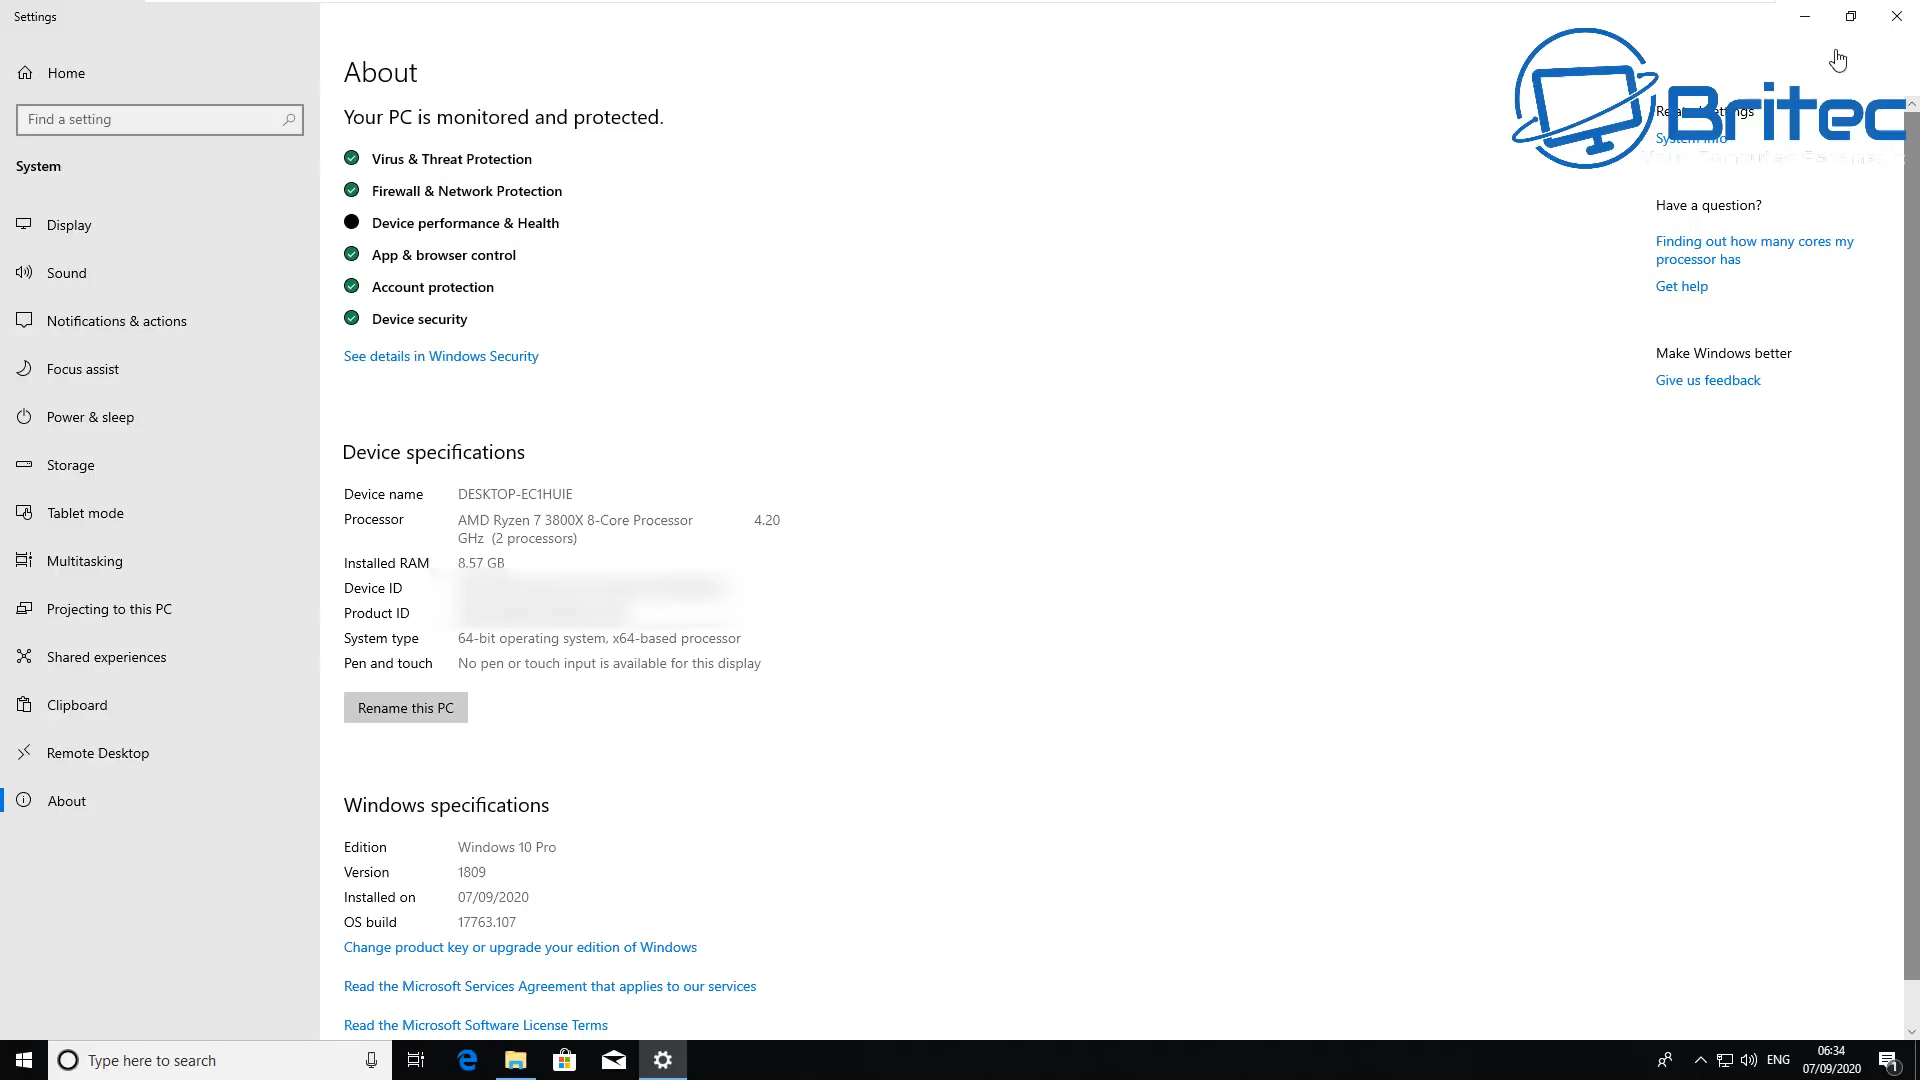 Settings
Home
Find a setting
System
Display
Sound
Notifications & actions
Focus assist
Power & sleep
Storage
Tablet mode
Multitasking
Projecting to this PC
Shared experiences
Clipboard
Remote Desktop
About
About
Your PC is monitored and protected.
Virus & Threat Protection
Firewall & Network Protection
Device performance & Health
App & browser control
Account protection
Device security
See details in Windows Security
Device specifications
Device name DESKTOP-EC1HUIE
Processor AMD Ryzen 7 3800X 8-Core Processor 4.20
GHz (2 processors)
Installed RAM 8.57 GB
Device ID
Product ID
System type 64-bit operating system, x64-based processor
Pen and touch No pen or touch input is available for this display
Rename this PC
Windows specifications
Edition Windows 10 Pro
Version 1809
Installed on 07/09/2020
OS build 17763.107
Change product key or upgrade your edition of Windows
Read the Microsoft Services Agreement that applies to our services
Read the Microsoft Software License Terms
Britec
System info
Have a question?
Finding out how many cores my
processor has
Get help
Make Windows better
Give us feedback
Type here to search
ENG
06:34
07/09/2020
1